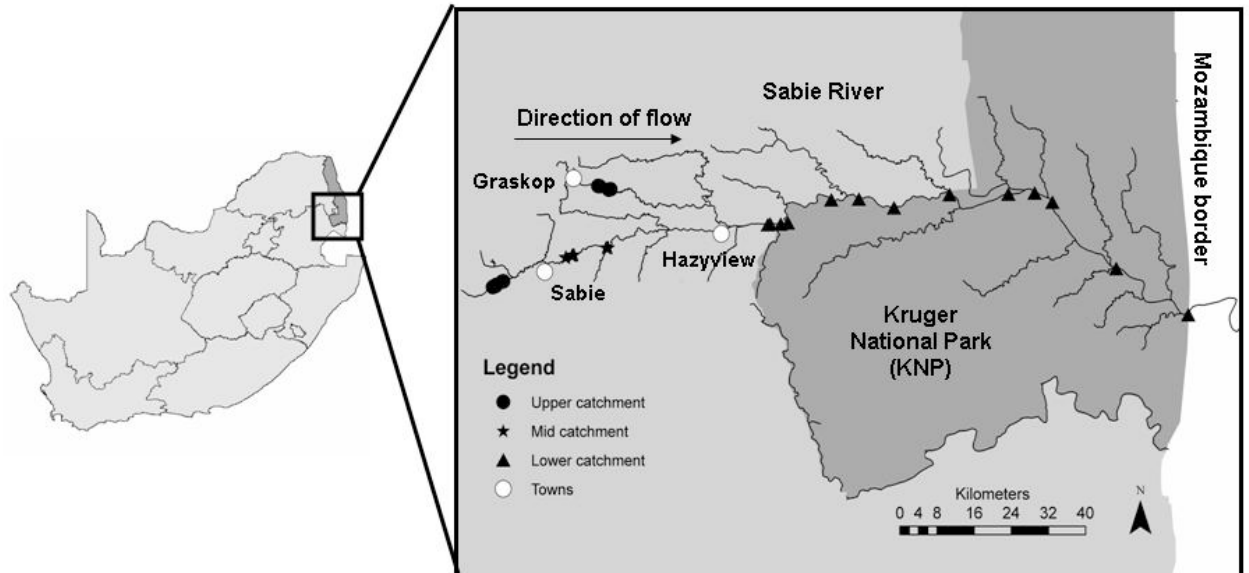 Sabie River
Direction of flow
Graskop
Hazyview
Sabie
Mozambique border
Kruger
National Park
(KNP)
Legend
Upper catchment
Mid catchment
Lower catchment
Towns
Kilometers
0 2 4 8 16 24 32 40
N